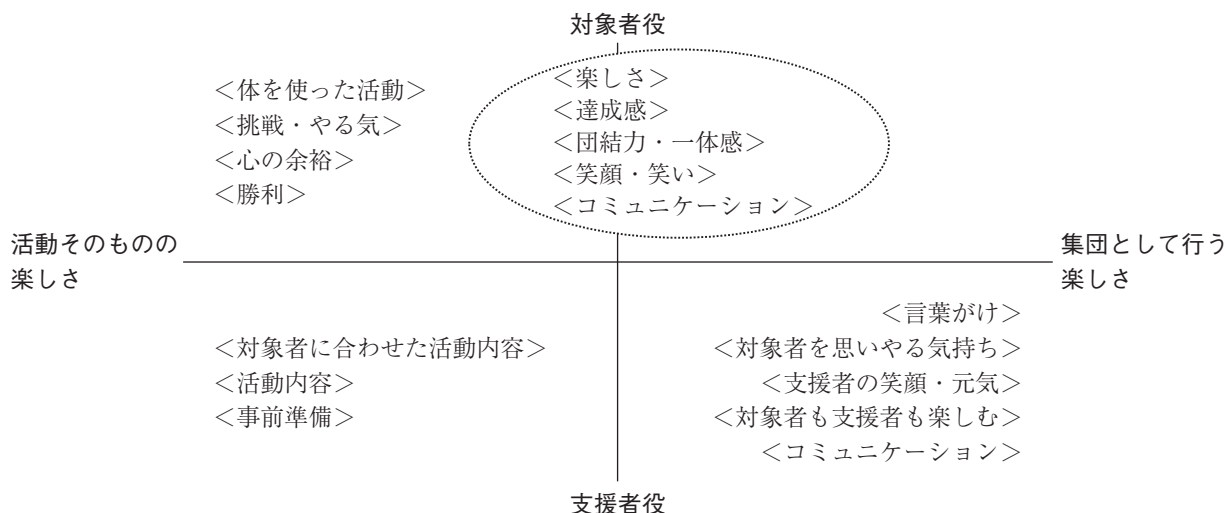 対象者役
＜体を使った活動＞
＜挑戦・やる気＞
＜心の余裕＞
＜勝利＞
＜楽しさ＞
＜達成感＞
＜団結力・一体感＞
＜笑顔・笑い＞
＜コミュニケーション＞
活動そのものの
楽しさ
集団として行う
楽しさ
＜対象者に合わせた活動内容＞
＜活動内容＞
＜事前準備＞
＜言葉がけ＞
＜対象者を思いやる気持ち＞
＜支援者の笑顔・元気＞
＜対象者も支援者も楽しむ＞
＜コミュニケーション＞
支援者役